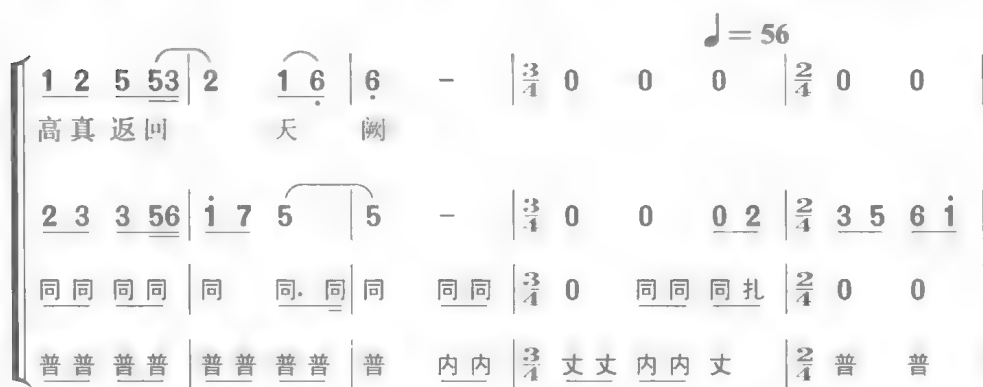 ♩= 56
1 2 5 53 | 2 1 6̣ | 6̣ - | 3/4 0 0 0 | 2/4 0 0 |
高真返回 天 阙
2 3 3 56 | i̇ 7 5 | 5 - | 3/4 0 0 0 2 | 2/4 3 5 6 i̇ |
同同 同同 | 同 同. 同 | 同 同同 | 3/4 0 同同 同扎 | 2/4 0 0 |
普普 普普 | 普普 普普 | 普 内内 | 3/4 丈丈 内内 丈 | 2/4 普 普 |